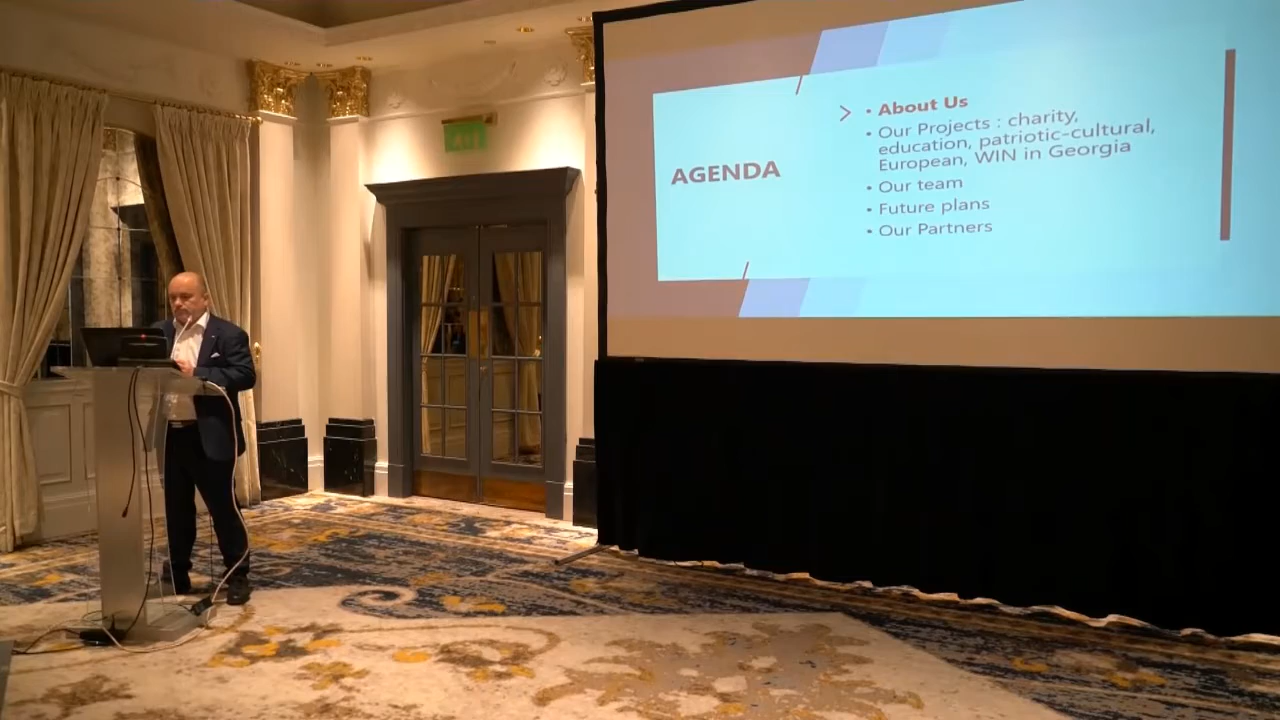 AGENDA
• About Us
• Our Projects : charity,
education, patriotic-cultural,
European, WIN in Georgia
• Our team
• Future plans
• Our Partners